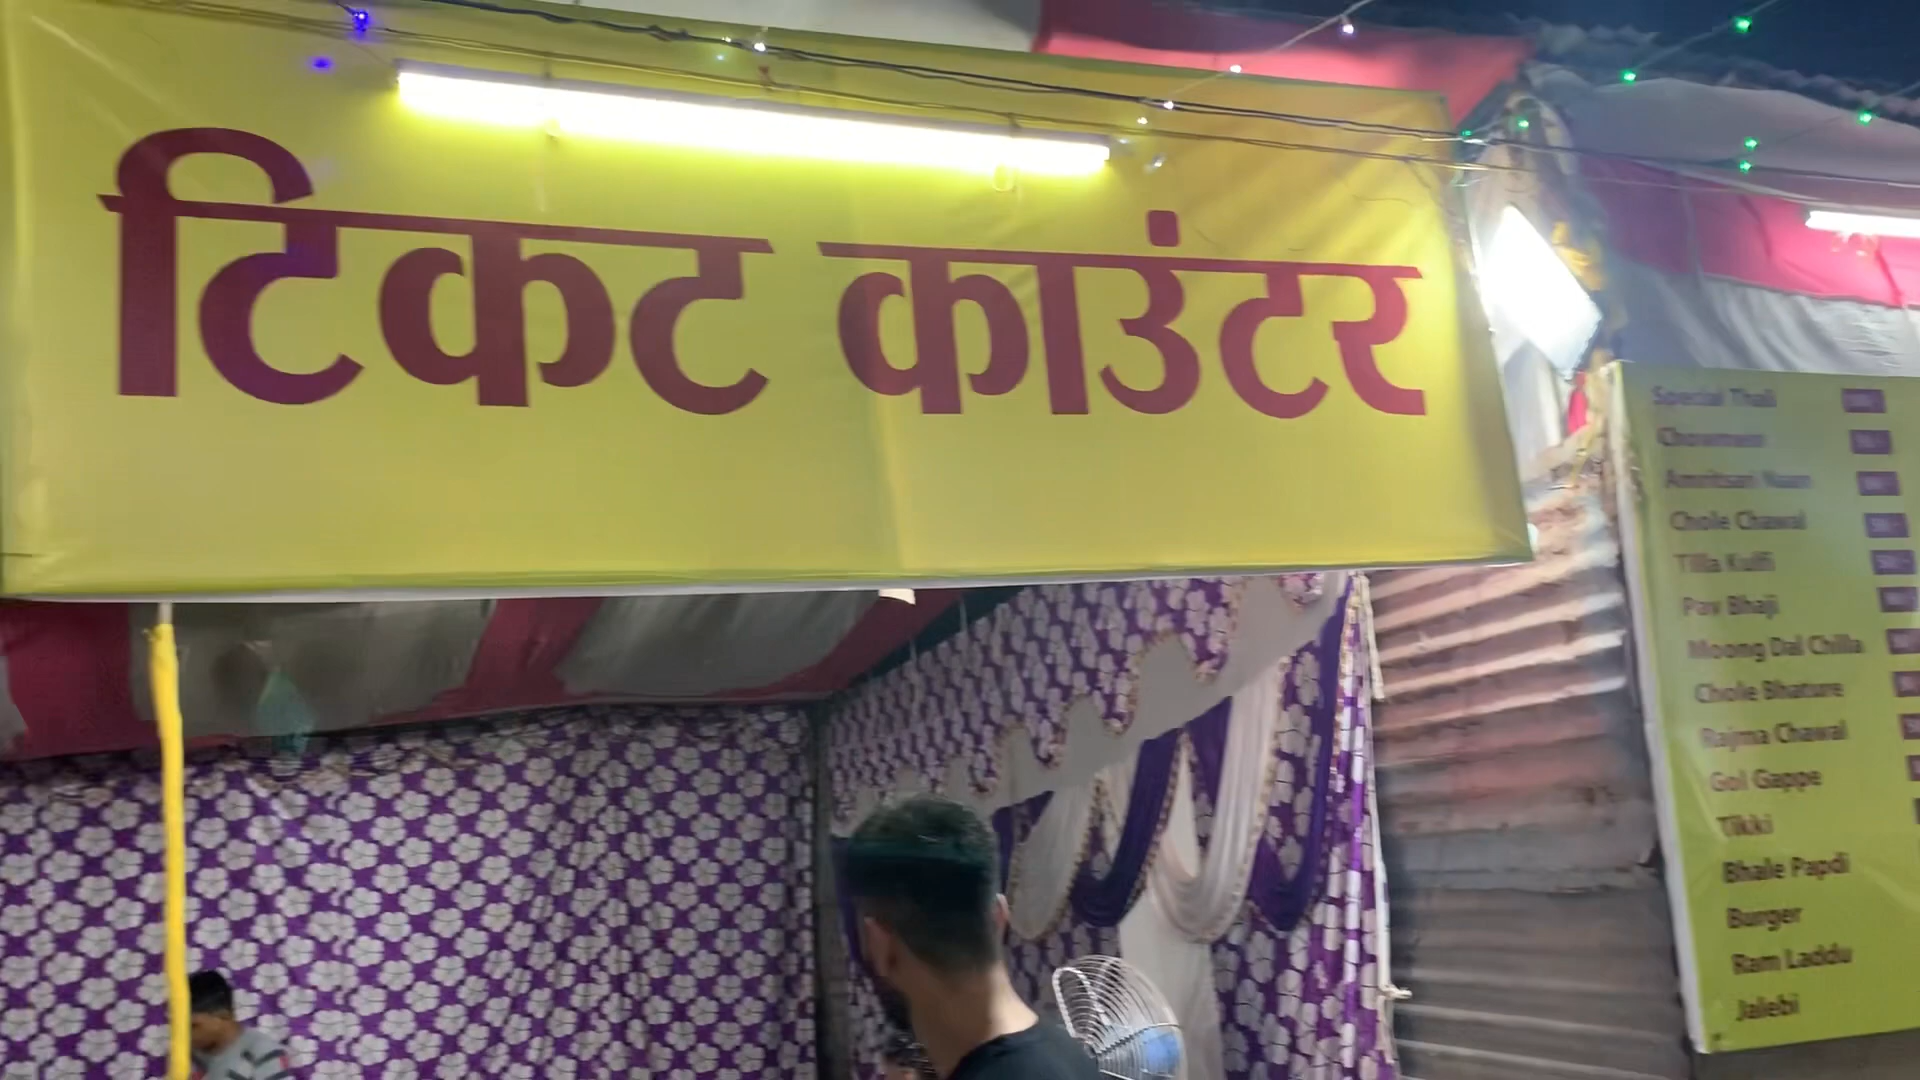 टिकट काउंटर
Special Thali
Chowmein
Amritsari Naan
Chole Chawal
Tilla Kulfi
Pav Bhaji
Moong Dal Chilla
Chole Bhature
Rajma Chawal
Gol Gappe
Tikki
Bhale Papdi
Burger
Ram Laddu
Jalebi